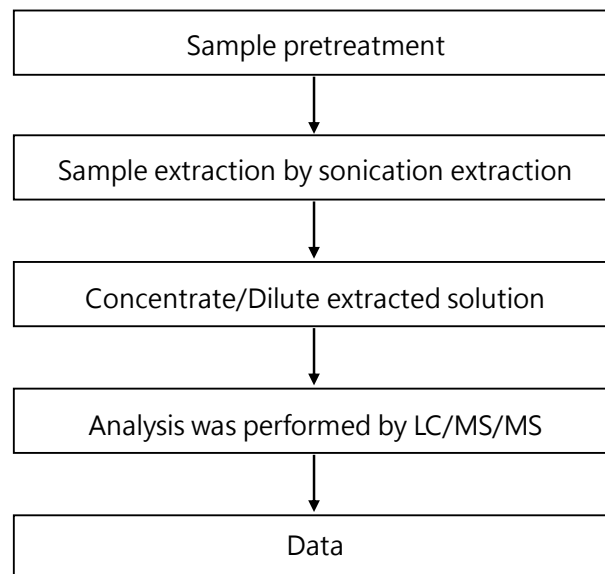 Sample pretreatment
Sample extraction by sonication extraction
Concentrate/Dilute extracted solution
Analysis was performed by LC/MS/MS
Data